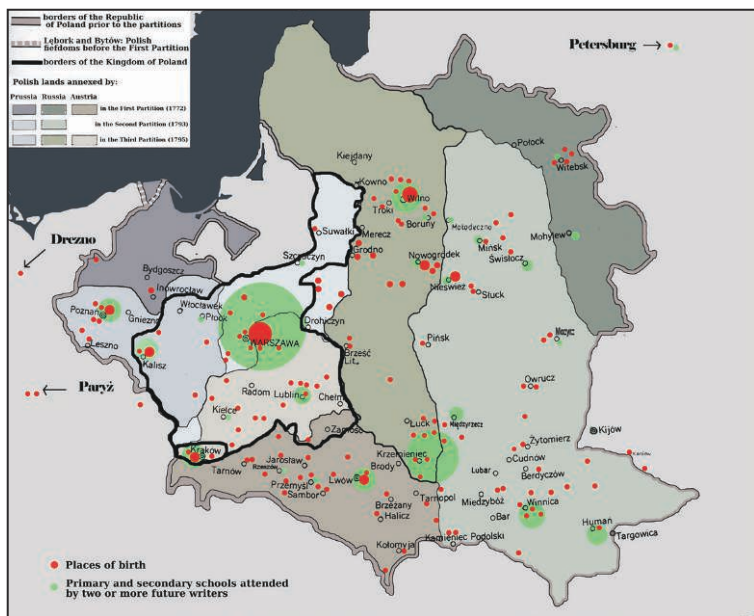 borders of the Republic
of Poland prior to the partitions
Lębork and Bytów: Polish
fiefdoms before the First Partition
borders of the Kingdom of Poland
Polish lands annexed by:
Prussia Russia Austria
in the First Partition (1772)
in the Second Partition (1793)
in the Third Partition (1795)
Petersburg
Drezno
Paryż
Połock
Witebsk
Kiejdany
Kowno
Wilno
Troki
Boruny
Mołodeczno
Mohylew
Suwałki
Merecz
Mińsk
Świsłocz
Grodno
Nowogródek
Szczuczyn
Nieśwież
Słuck
Bydgoszcz
Inowrocław
Włocławek
Płock
Poznań
Gniezno
Drohiczyn
WARSZAWA
Leszno
Brześć
Lit.
Pińsk
Mozyrz
Kalisz
Radom
Lublin
Chełm
Owrucz
Kielce
Zamość
Łuck
Międzyrzecz
Kijów
Kraków
Żytomierz
Krzemieniec
Cudnów
Tarnów
Jarosław
Rzeszów
Brody
Lubar
Berdyczów
Kaniów
Przemyśl
Lwów
Sambor
Tarnopol
Międzybóż
Winnica
Brzeżany
Halicz
Bar
Humań
Targowica
Kamieniec Podolski
Kołomyja
Places of birth
Primary and secondary schools attended
by two or more future writers